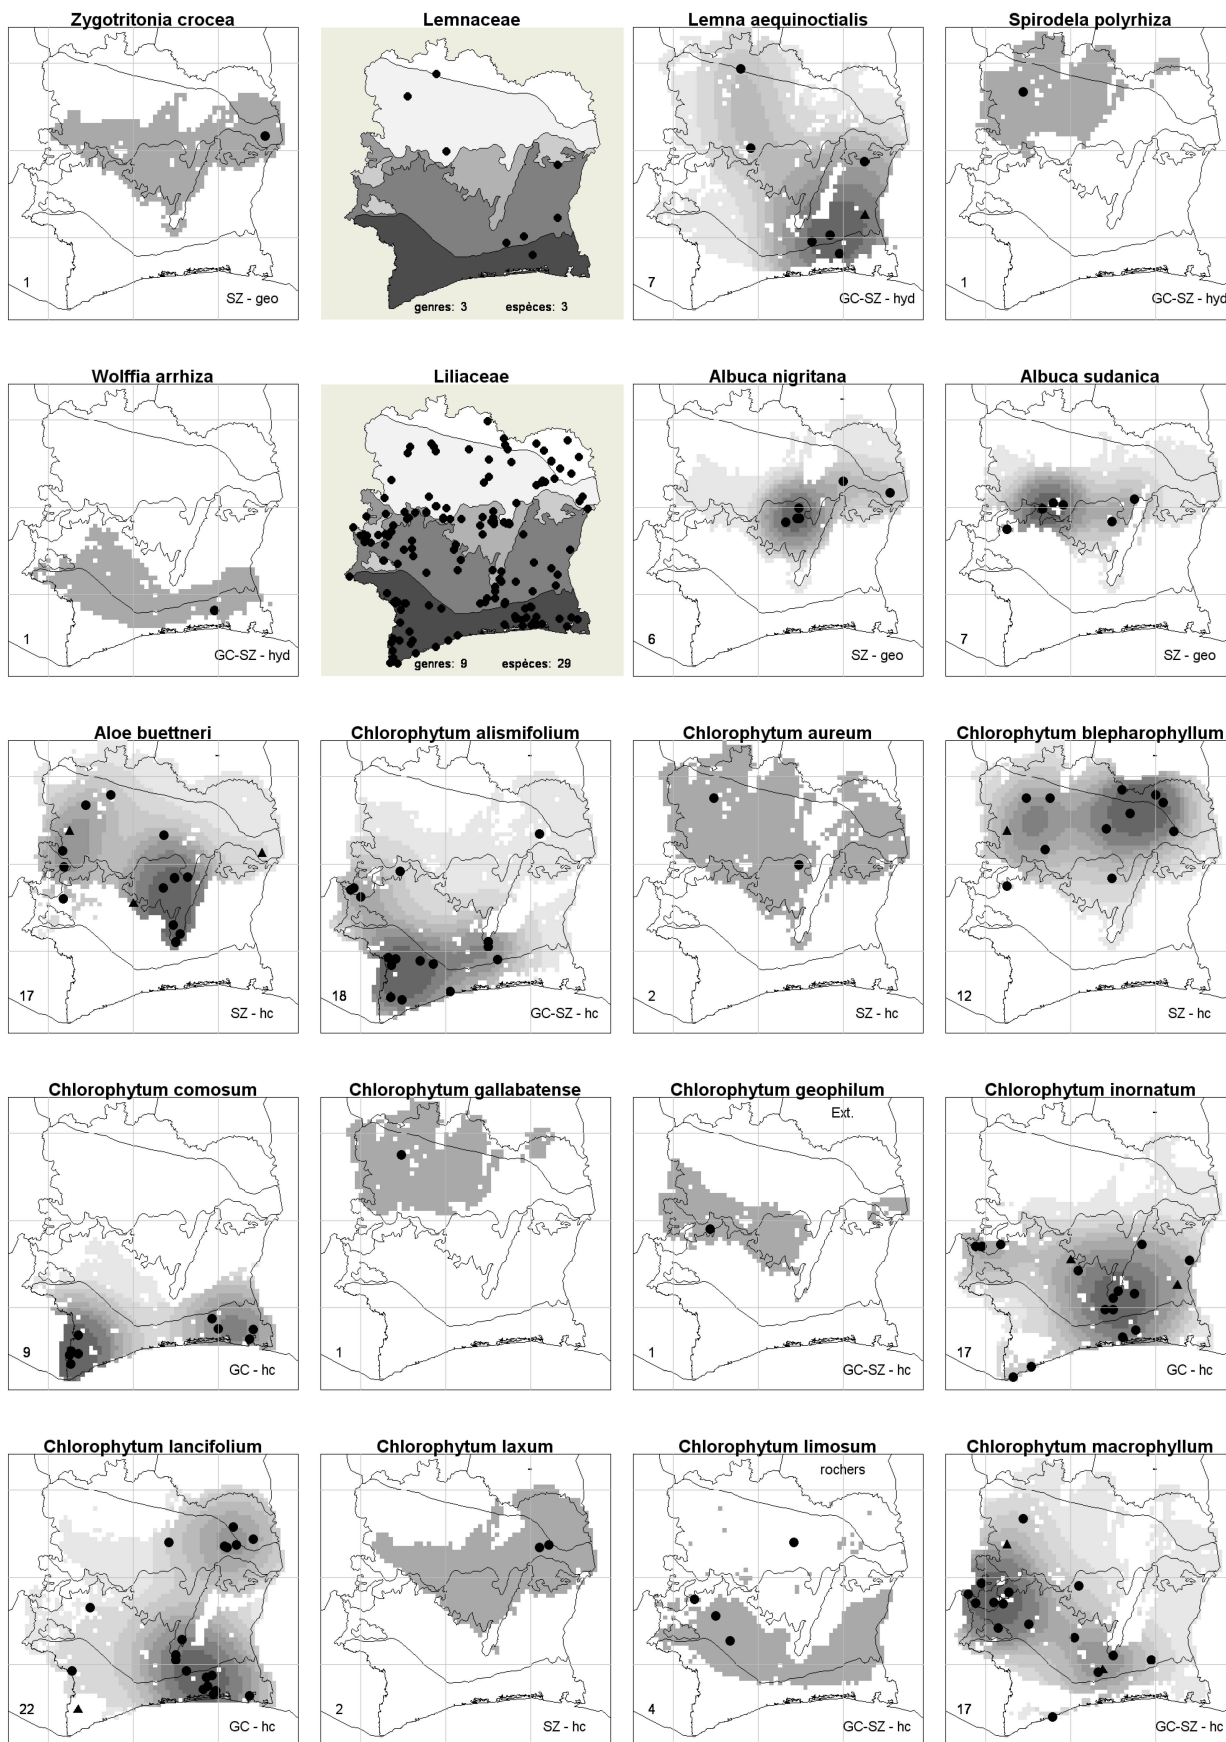 Zygotritonia crocea
1
SZ - geo
Lemnaceae
genres: 3 espèces: 3
Lemna aequinoctialis
7
GC-SZ - hyd
Spirodela polyrhiza
1
GC-SZ - hyd
Wolffia arrhiza
1
GC-SZ - hyd
Liliaceae
genres: 9 espèces: 29
Albuca nigritana
6
SZ - geo
Albuca sudanica
7
SZ - geo
Aloe buettneri
17
SZ - hc
Chlorophytum alismifolium
18
GC-SZ - hc
Chlorophytum aureum
2
SZ - hc
Chlorophytum blepharophyllum
12
SZ - hc
Chlorophytum comosum
9
GC - hc
Chlorophytum gallabatense
1
SZ - hc
Chlorophytum geophilum
Ext.
1
GC-SZ - hc
Chlorophytum inornatum
17
GC - hc
Chlorophytum lancifolium
22
GC - hc
Chlorophytum laxum
2
SZ - hc
Chlorophytum limosum
rochers
4
GC-SZ - hc
Chlorophytum macrophyllum
17
GC-SZ - hc